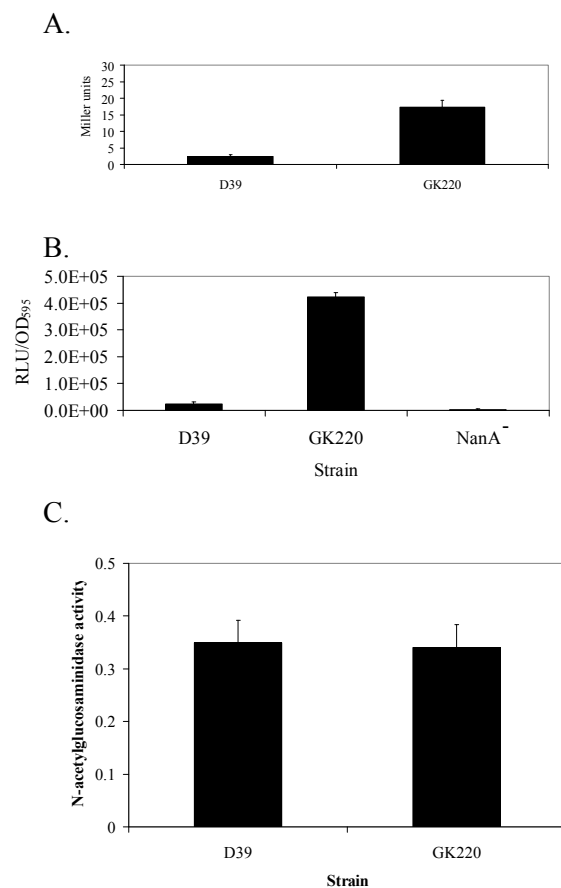 A.
Miller units
30
25
20
15
10
5
0
D39 GK220
B.
RLU/OD595
5.0E+05
4.0E+05
3.0E+05
2.0E+05
1.0E+05
0.0E+00
D39 GK220 NanA-
Strain
C.
N-acetylglucosaminidase activity
0.5
0.4
0.3
0.2
0.1
0
D39 GK220
Strain